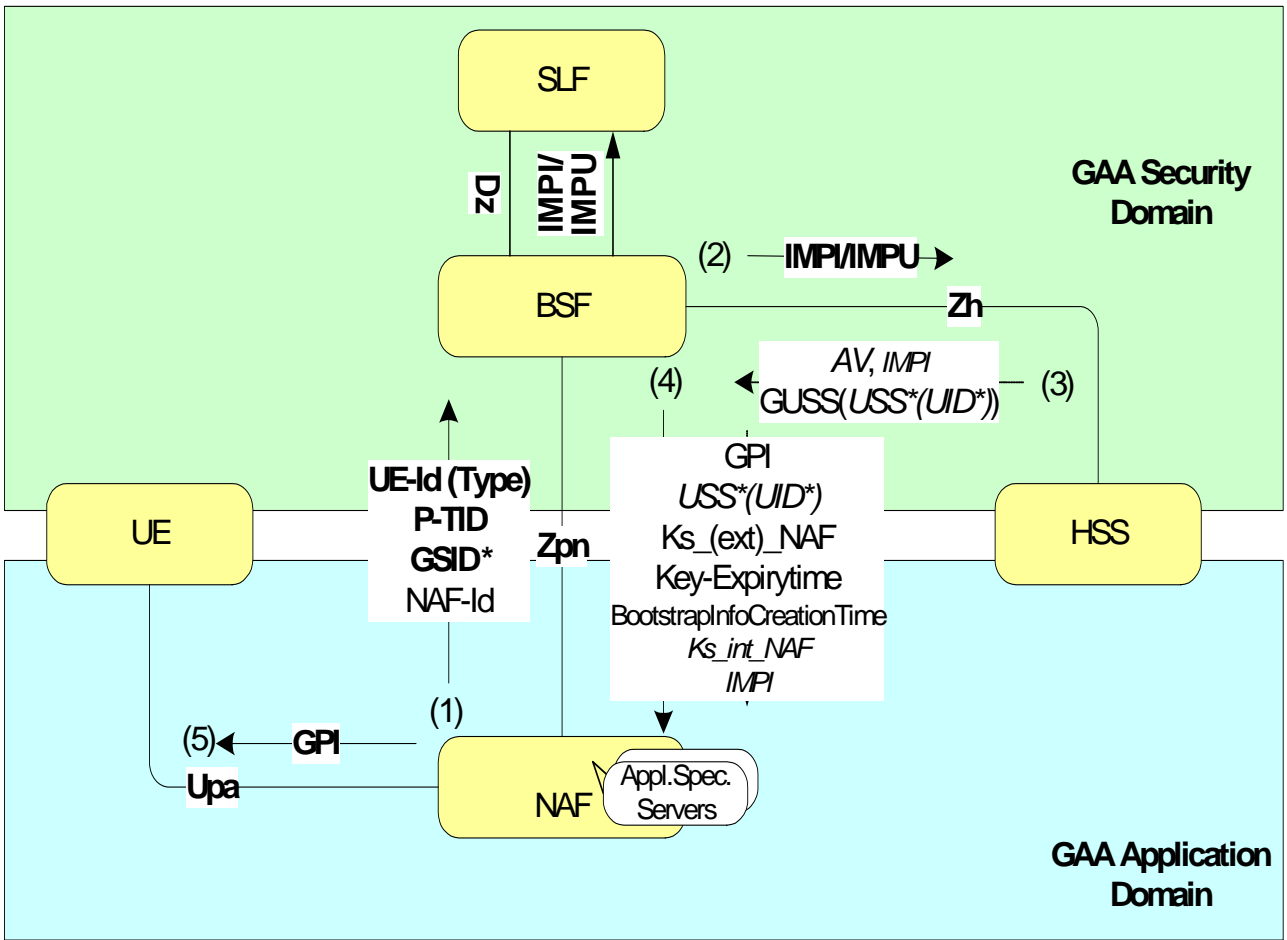 SLF
Dz
IMPI/
IMPU
GAA Security
Domain
(2)
IMPI/IMPU
BSF
Zh
AV, IMPI
GUSS(USS*(UID*))
(3)
(4)
GPI
USS*(UID*)
Ks_(ext)_NAF
Key-Expirytime
BootstrapInfoCreationTime
Ks_int_NAF
IMPI
UE-Id (Type)
P-TID
GSID*
NAF-Id
Zpn
UE
HSS
(1)
(5)
GPI
Upa
NAF
Appl.Spec.
Servers
GAA Application
Domain